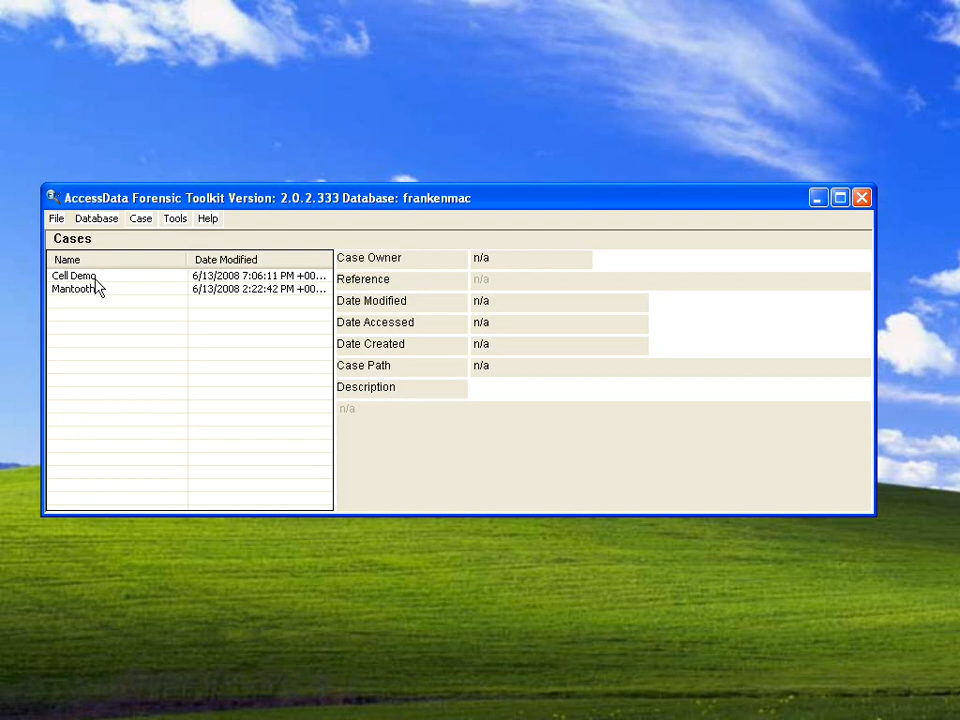 AccessData Forensic Toolkit Version: 2.0.2.333 Database: frankenmac
File Database Case Tools Help
Cases
Name Date Modified
Cell Demo 6/13/2008 7:06:11 PM +00...
Mantooth 6/13/2008 2:22:42 PM +00...
Case Owner n/a
Reference n/a
Date Modified n/a
Date Accessed n/a
Date Created n/a
Case Path n/a
Description
n/a